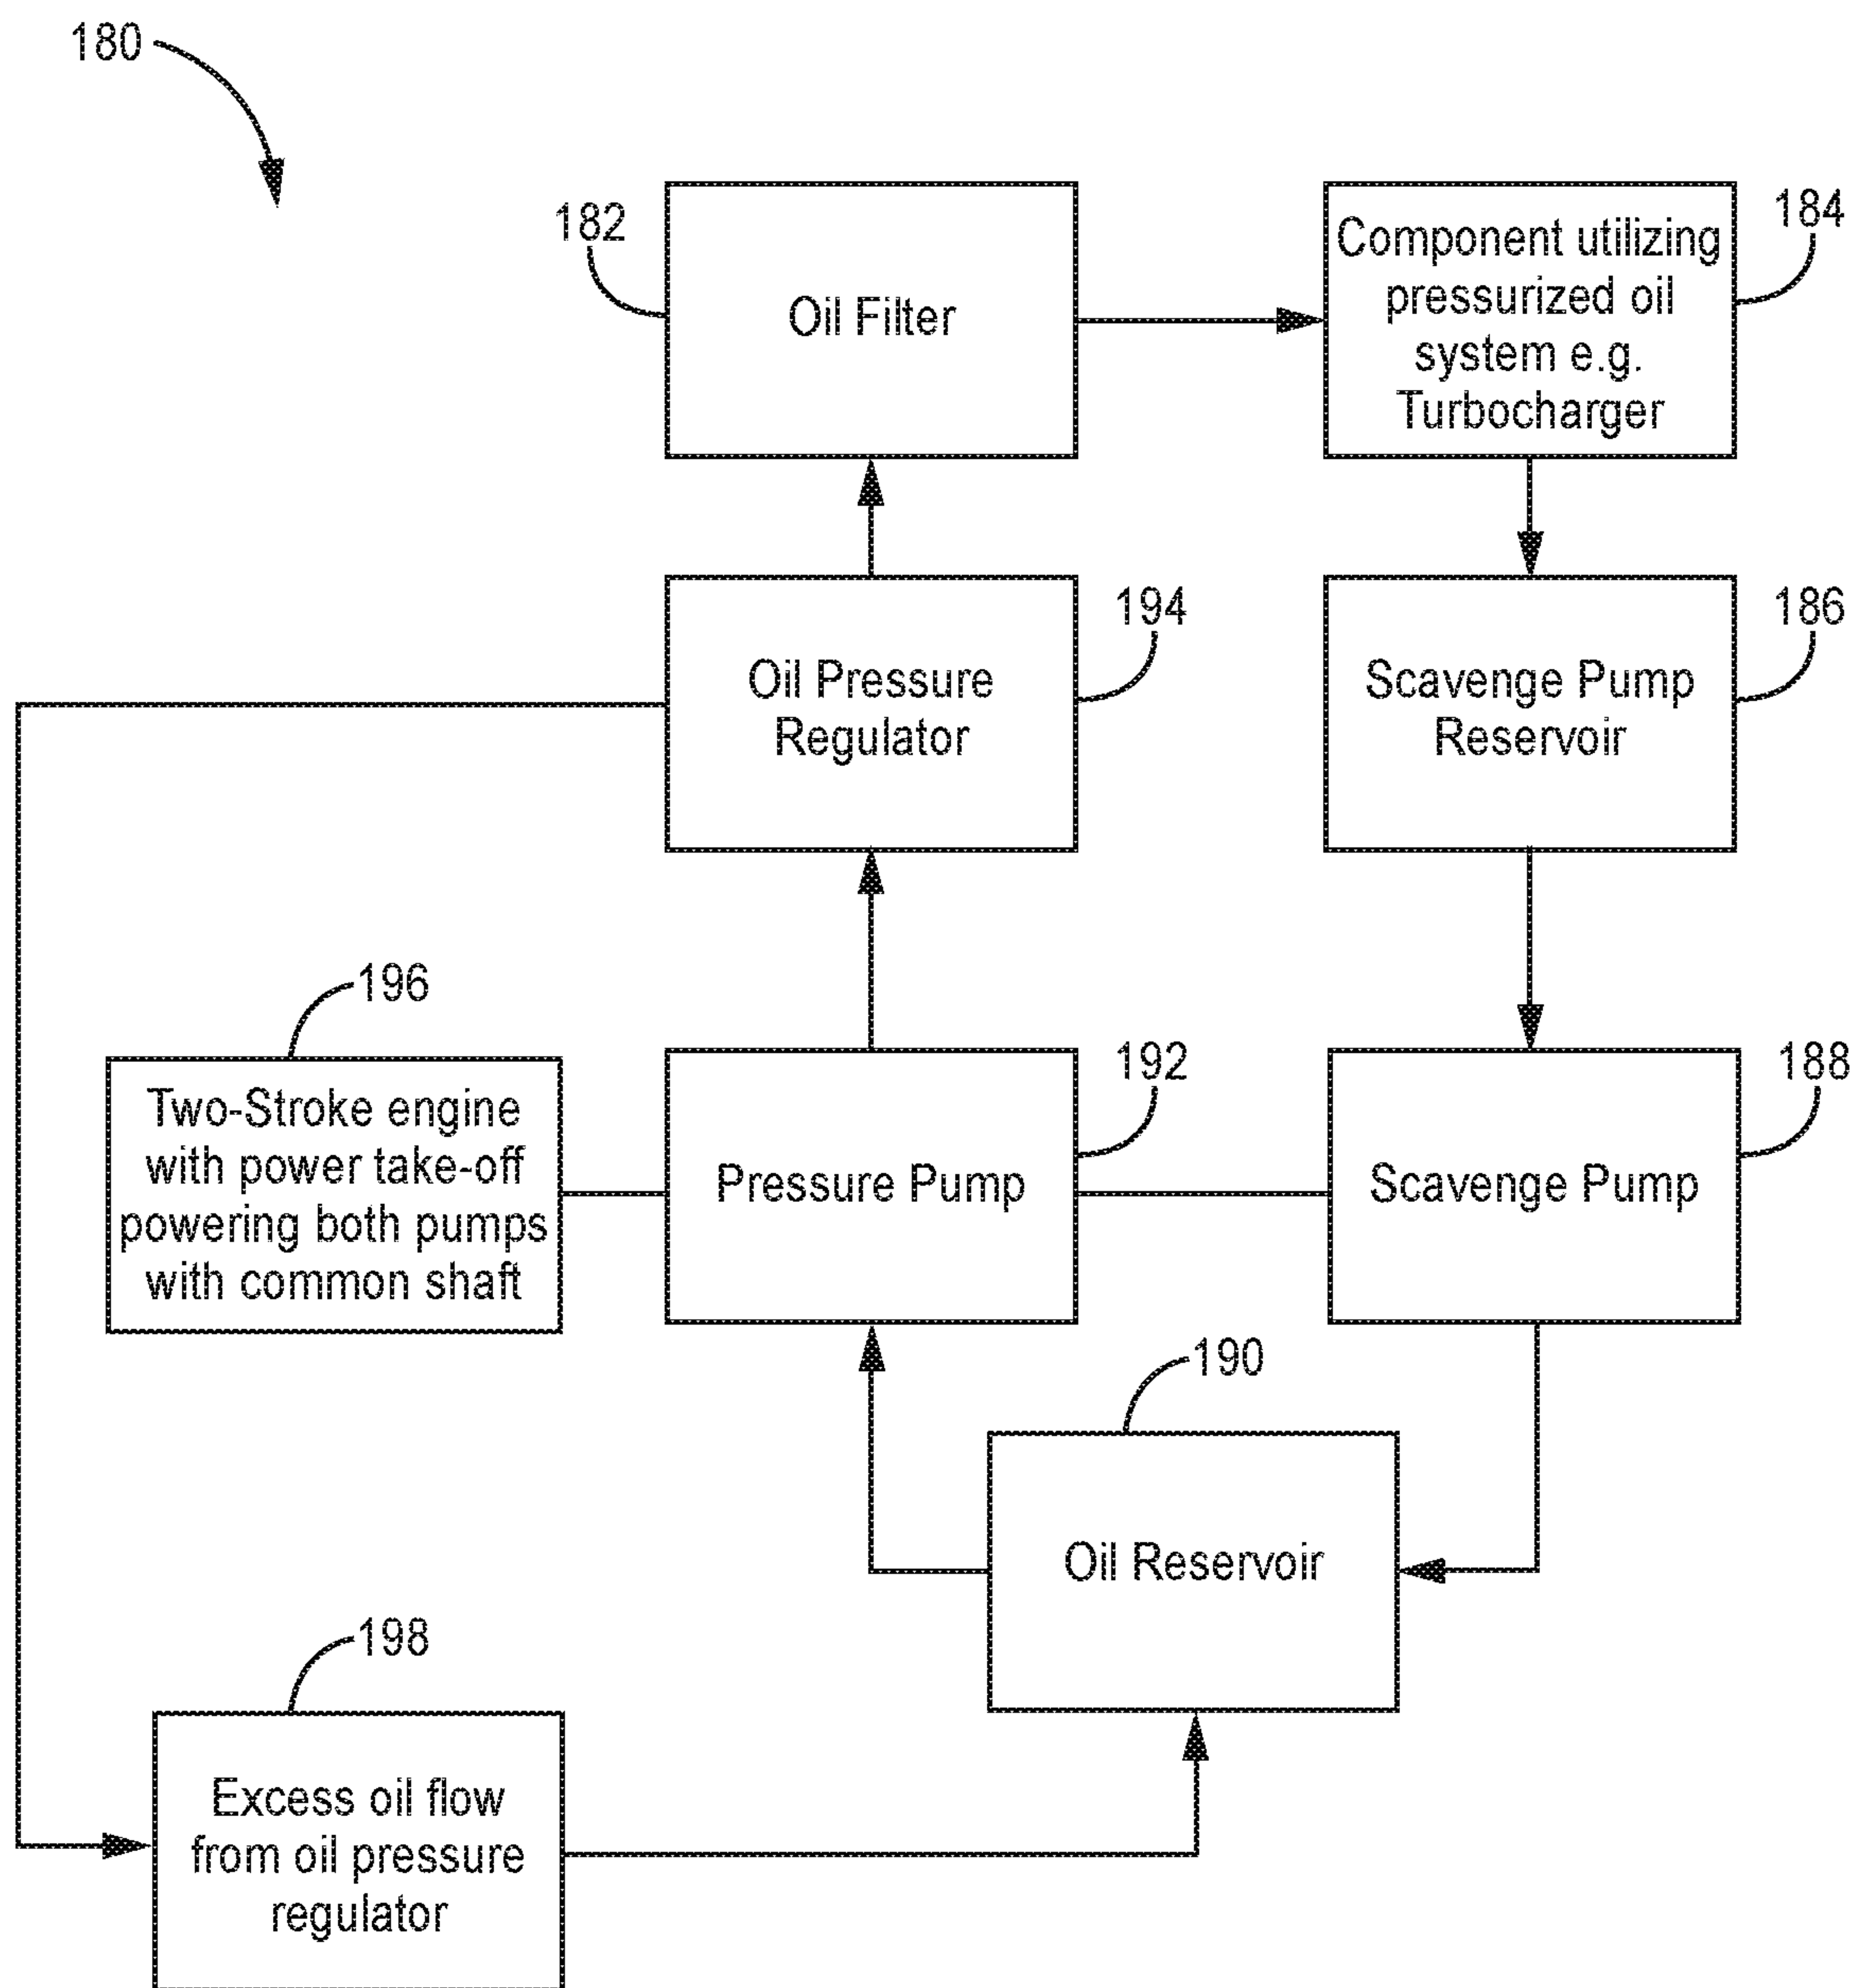 180
182
Oil Filter
184
Component utilizing
pressurized oil
system e.g.
Turbocharger
194
Oil Pressure
Regulator
186
Scavenge Pump
Reservoir
196
Two-Stroke engine
with power take-off
powering both pumps
with common shaft
192
Pressure Pump
188
Scavenge Pump
190
Oil Reservoir
198
Excess oil flow
from oil pressure
regulator